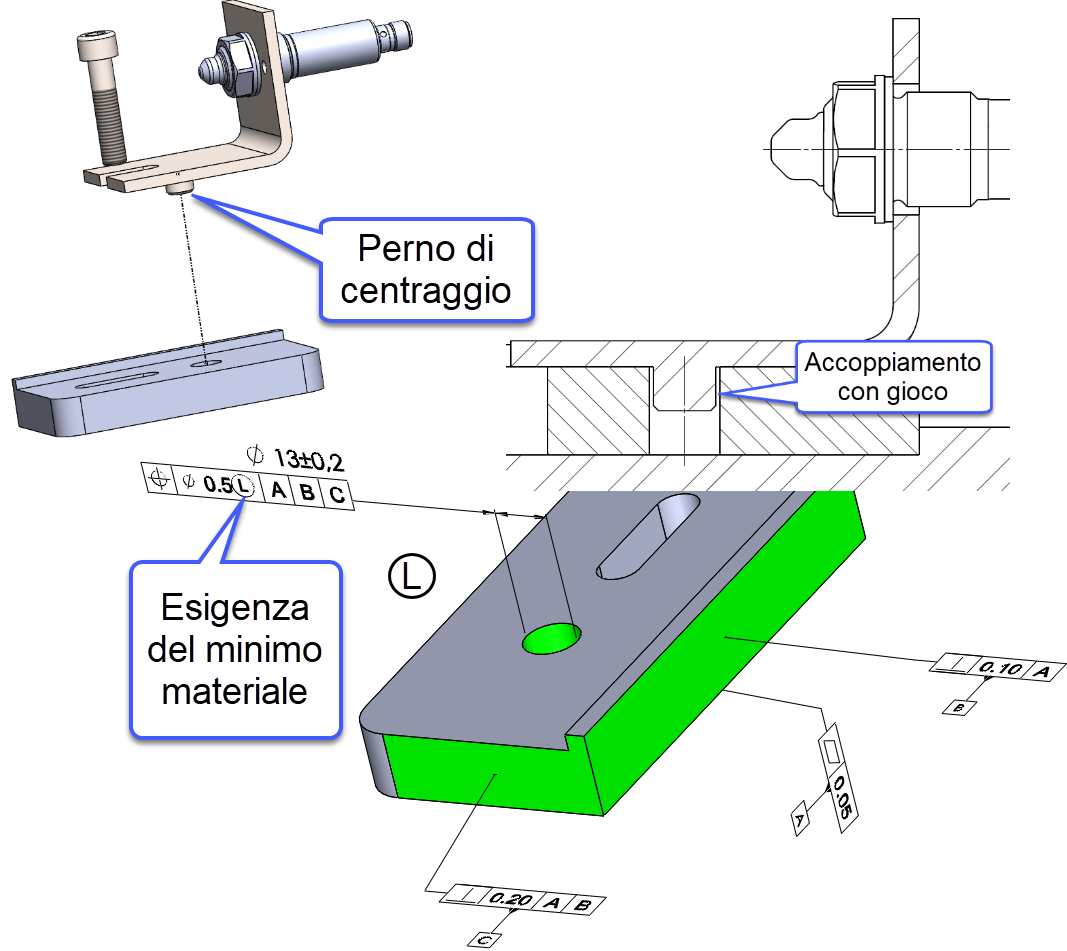 Perno di
centraggio
Accoppiamento
con gioco
⌀ 13±0,2
⌖ ⌀ 0.5Ⓛ A B C
Esigenza
del minimo
materiale
Ⓛ
⟂ 0.10 A
B
▱ 0.05
A
⟂ 0.20 A B
C